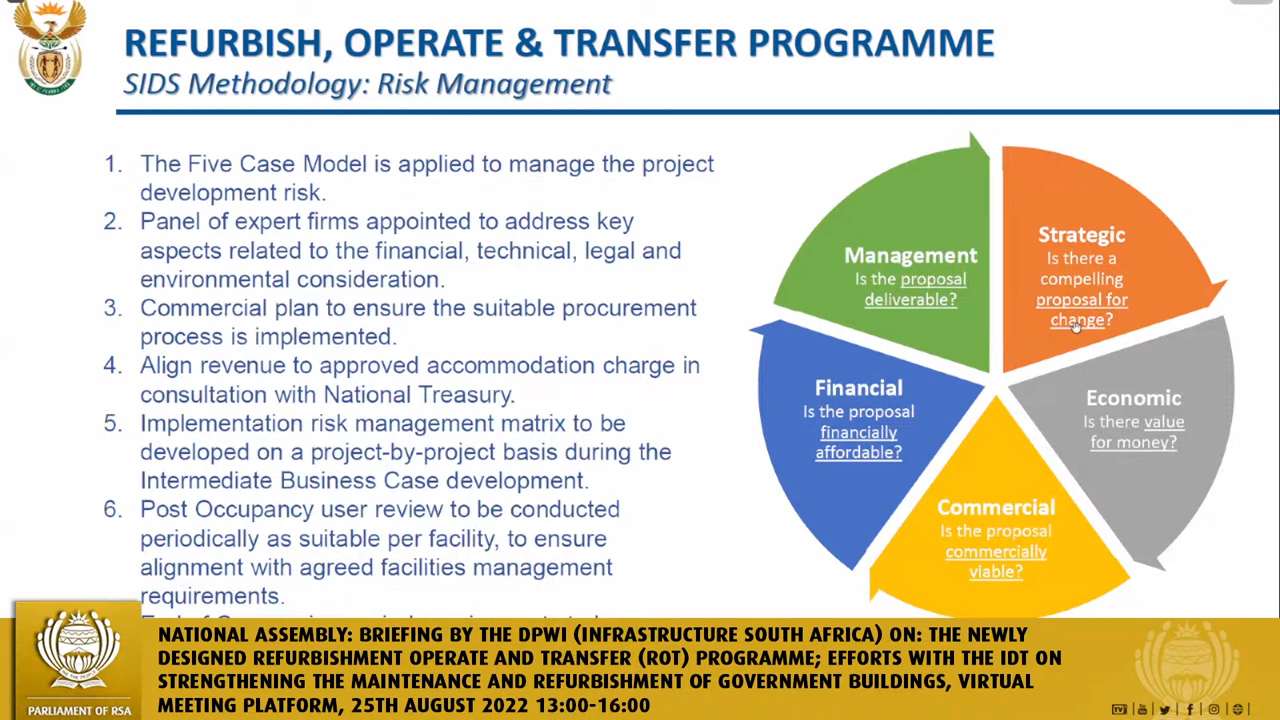 REFURBISH, OPERATE & TRANSFER PROGRAMME
SIDS Methodology: Risk Management
1. The Five Case Model is applied to manage the project
development risk.
2. Panel of expert firms appointed to address key
aspects related to the financial, technical, legal and
environmental consideration.
3. Commercial plan to ensure the suitable procurement
process is implemented.
4. Align revenue to approved accommodation charge in
consultation with National Treasury.
5. Implementation risk management matrix to be
developed on a project-by-project basis during the
Intermediate Business Case development.
6. Post Occupancy user review to be conducted
periodically as suitable per facility, to ensure
alignment with agreed facilities management
requirements.
Management
Is the proposal
deliverable?
Strategic
Is there a
compelling
proposal for
change?
Financial
Is the proposal
financially
affordable?
Economic
Is there value
for money?
Commercial
Is the proposal
commercially
viable?
NATIONAL ASSEMBLY: BRIEFING BY THE DPWI (INFRASTRUCTURE SOUTH AFRICA) ON: THE NEWLY
DESIGNED REFURBISHMENT OPERATE AND TRANSFER (ROT) PROGRAMME; EFFORTS WITH THE IDT ON
STRENGTHENING THE MAINTENANCE AND REFURBISHMENT OF GOVERNMENT BUILDINGS, VIRTUAL
MEETING PLATFORM, 25TH AUGUST 2022 13:00-16:00
PARLIAMENT OF RSA